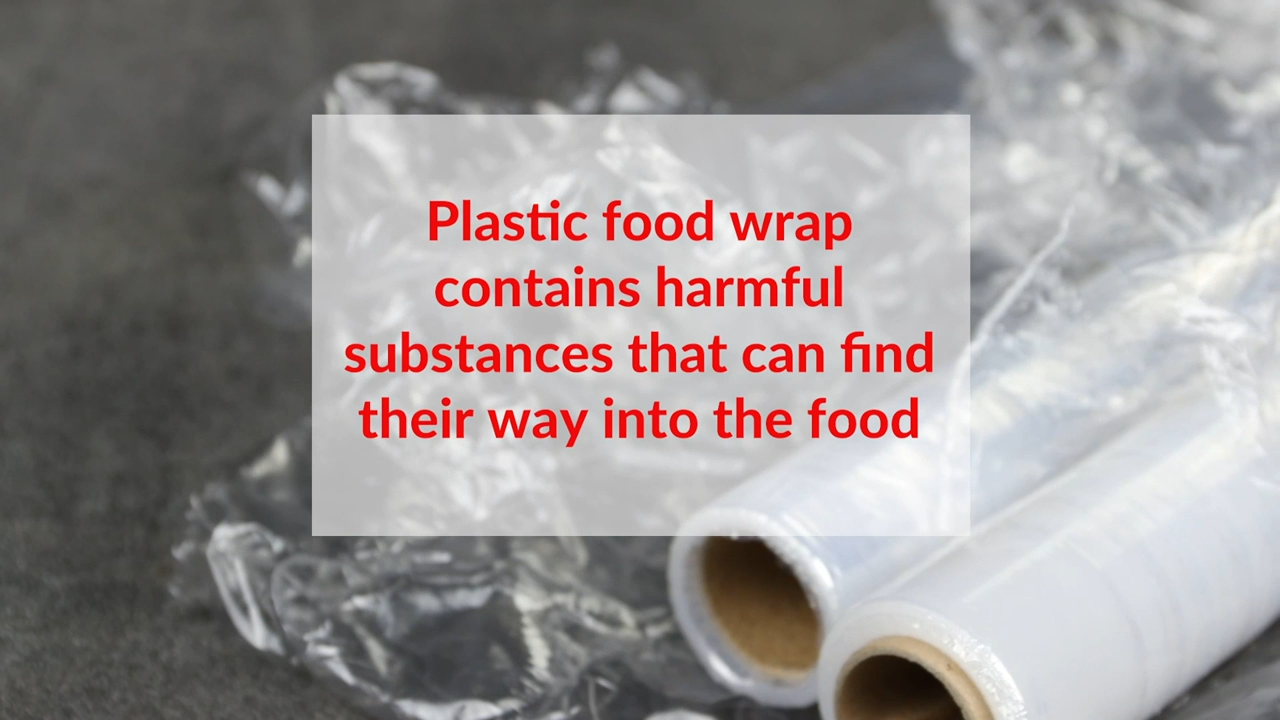 Plastic food wrap
contains harmful
substances that can find
their way into the food